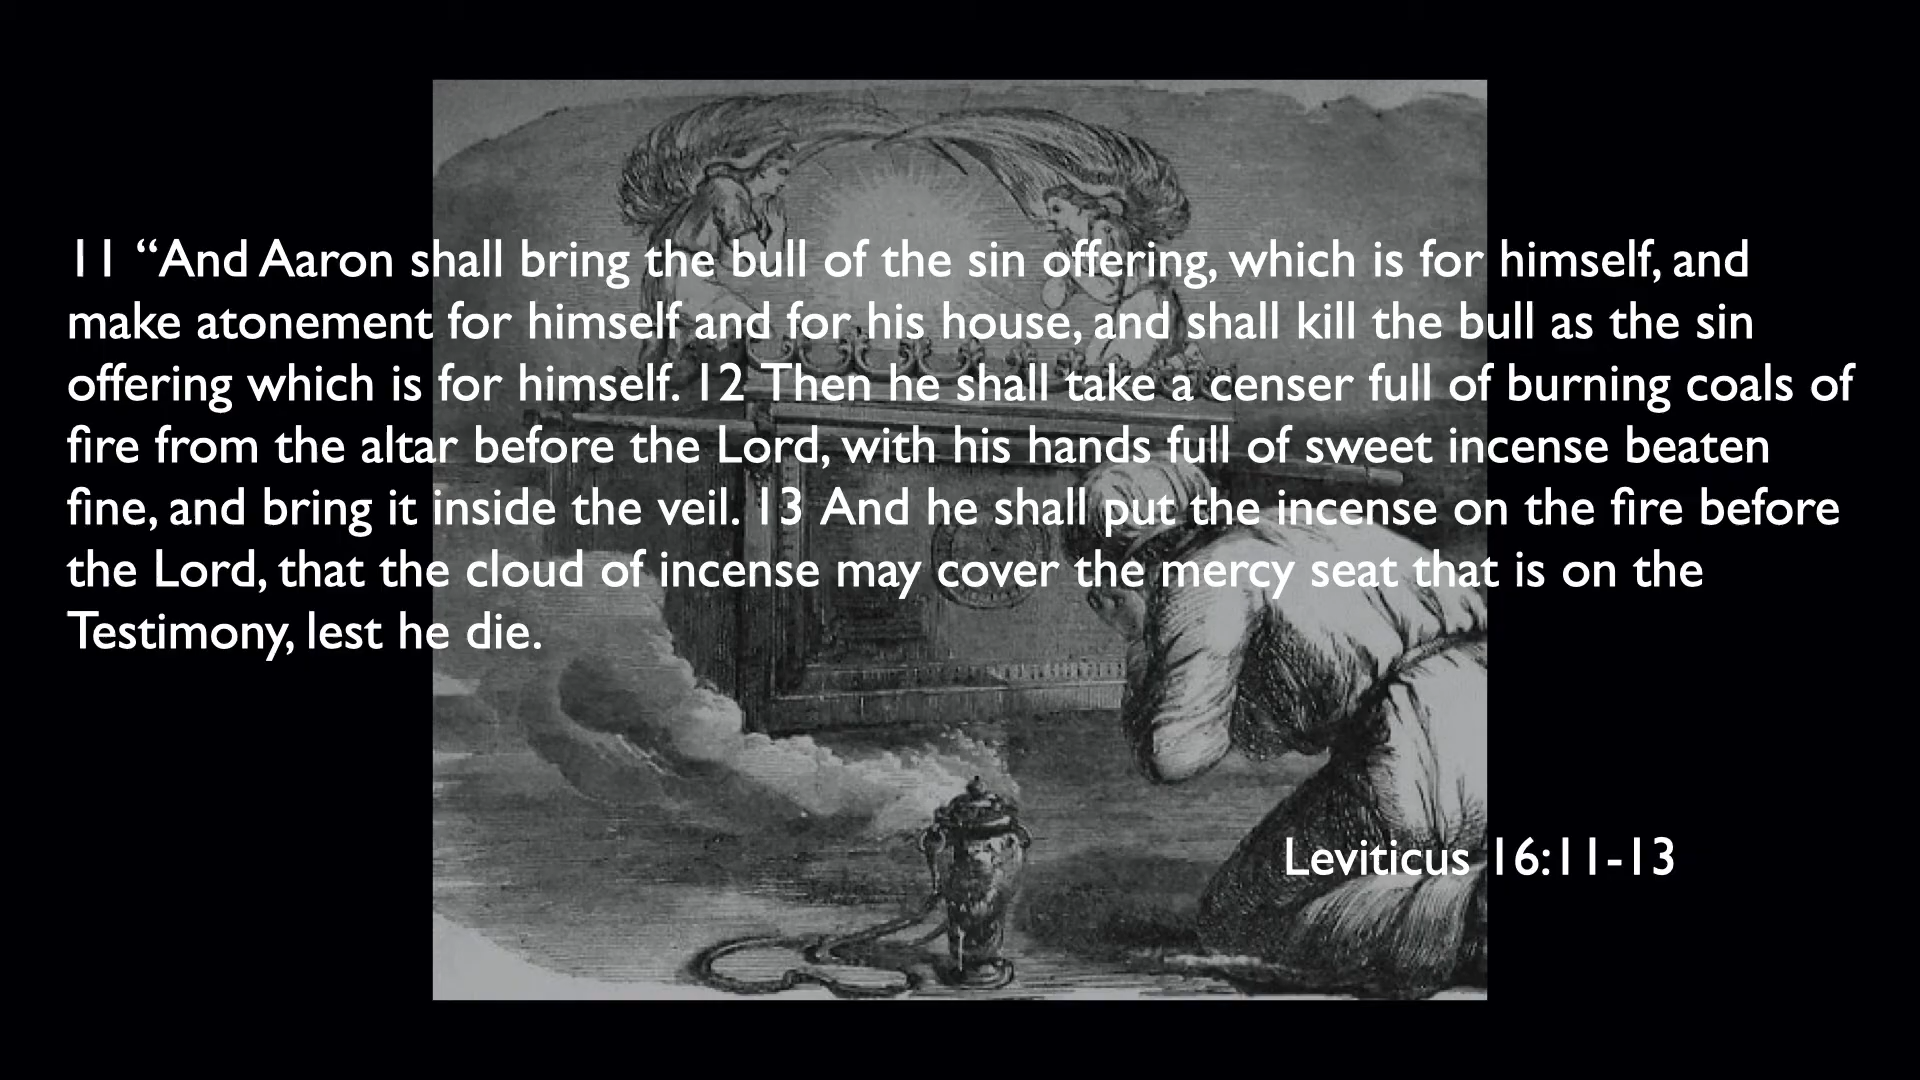 11 “And Aaron shall bring the bull of the sin offering, which is for himself, and
make atonement for himself and for his house, and shall kill the bull as the sin
offering which is for himself. 12 Then he shall take a censer full of burning coals of
fire from the altar before the Lord, with his hands full of sweet incense beaten
fine, and bring it inside the veil. 13 And he shall put the incense on the fire before
the Lord, that the cloud of incense may cover the mercy seat that is on the
Testimony, lest he die.
Leviticus 16:11-13